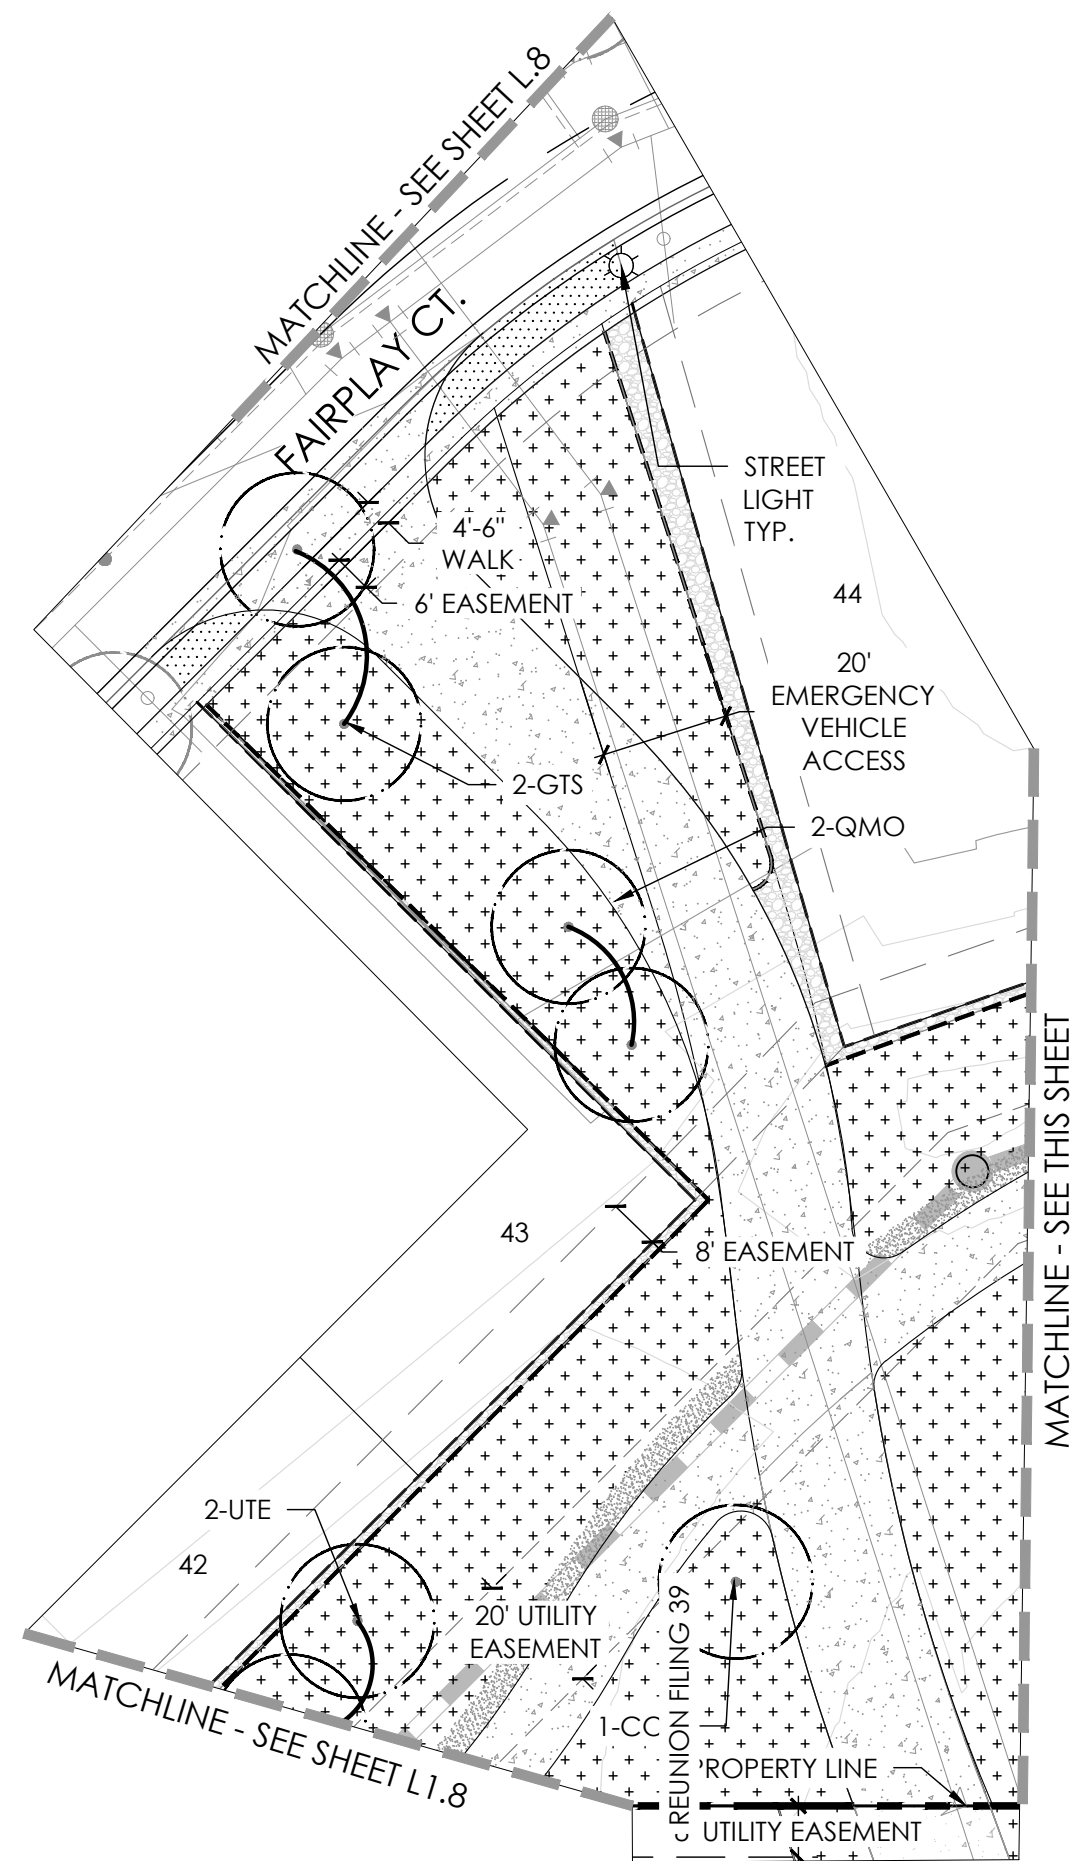 MATCHLINE - SEE SHEET L.8
FAIRPLAY CT.
STREET
LIGHT
TYP.
4'-6"
WALK
6' EASEMENT
44
20'
EMERGENCY
VEHICLE
ACCESS
2-GTS
2-QMO
MATCHLINE - SEE THIS SHEET
43
8' EASEMENT
2-UTE
42
20' UTILITY
EASEMENT
REUNION FILING 39
1-CC
MATCHLINE - SEE SHEET L1.8
PROPERTY LINE
UTILITY EASEMENT